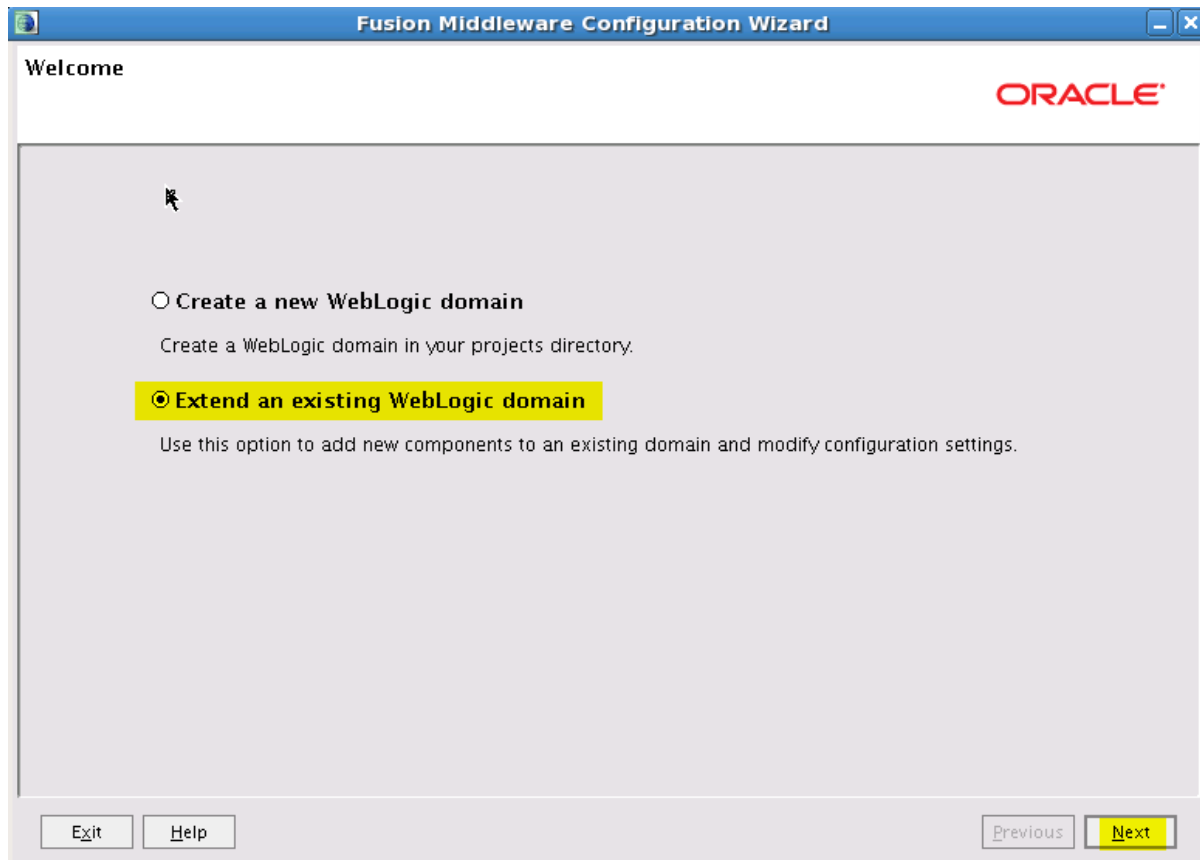 Fusion Middleware Configuration Wizard
Welcome
ORACLE
Create a new WebLogic domain
Create a WebLogic domain in your projects directory.
Extend an existing WebLogic domain
Use this option to add new components to an existing domain and modify configuration settings.
Exit Help Previous Next